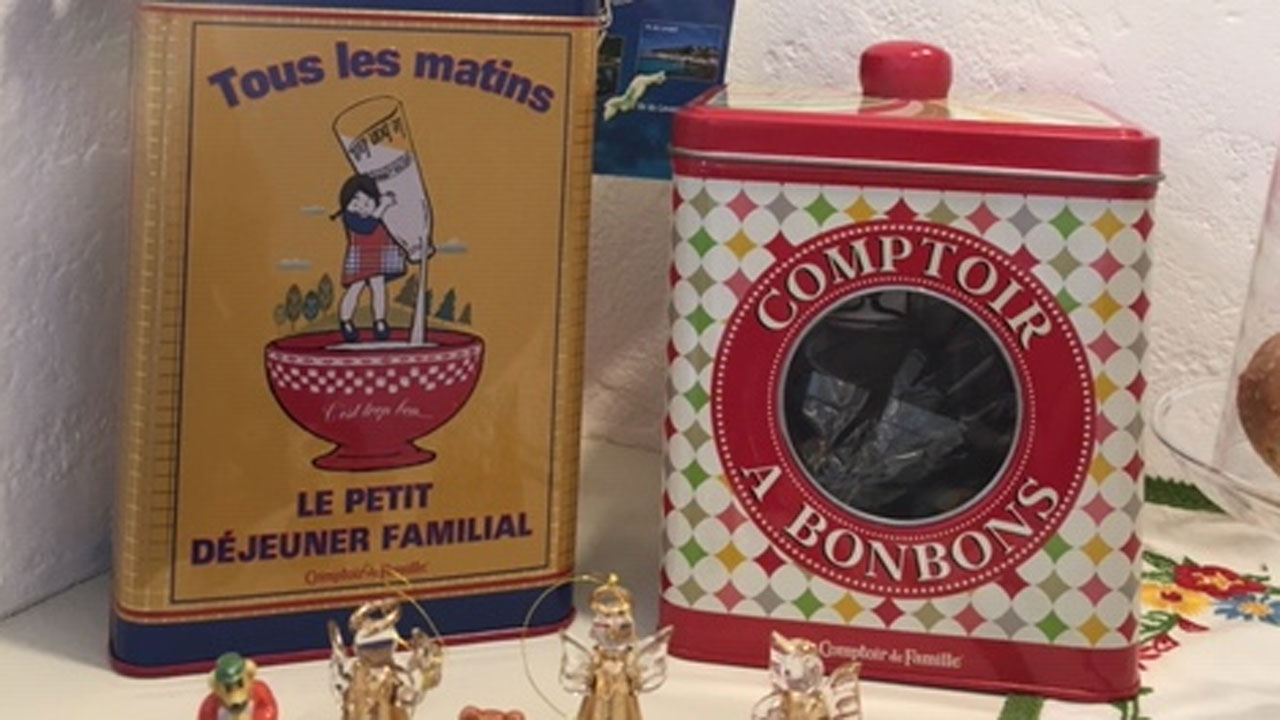 Tous les matins
C'est trop bon...
LE PETIT
DÉJEUNER FAMILIAL
Comptoir de Famille
COMPTOIR
A BONBONS
Comptoir de Famille